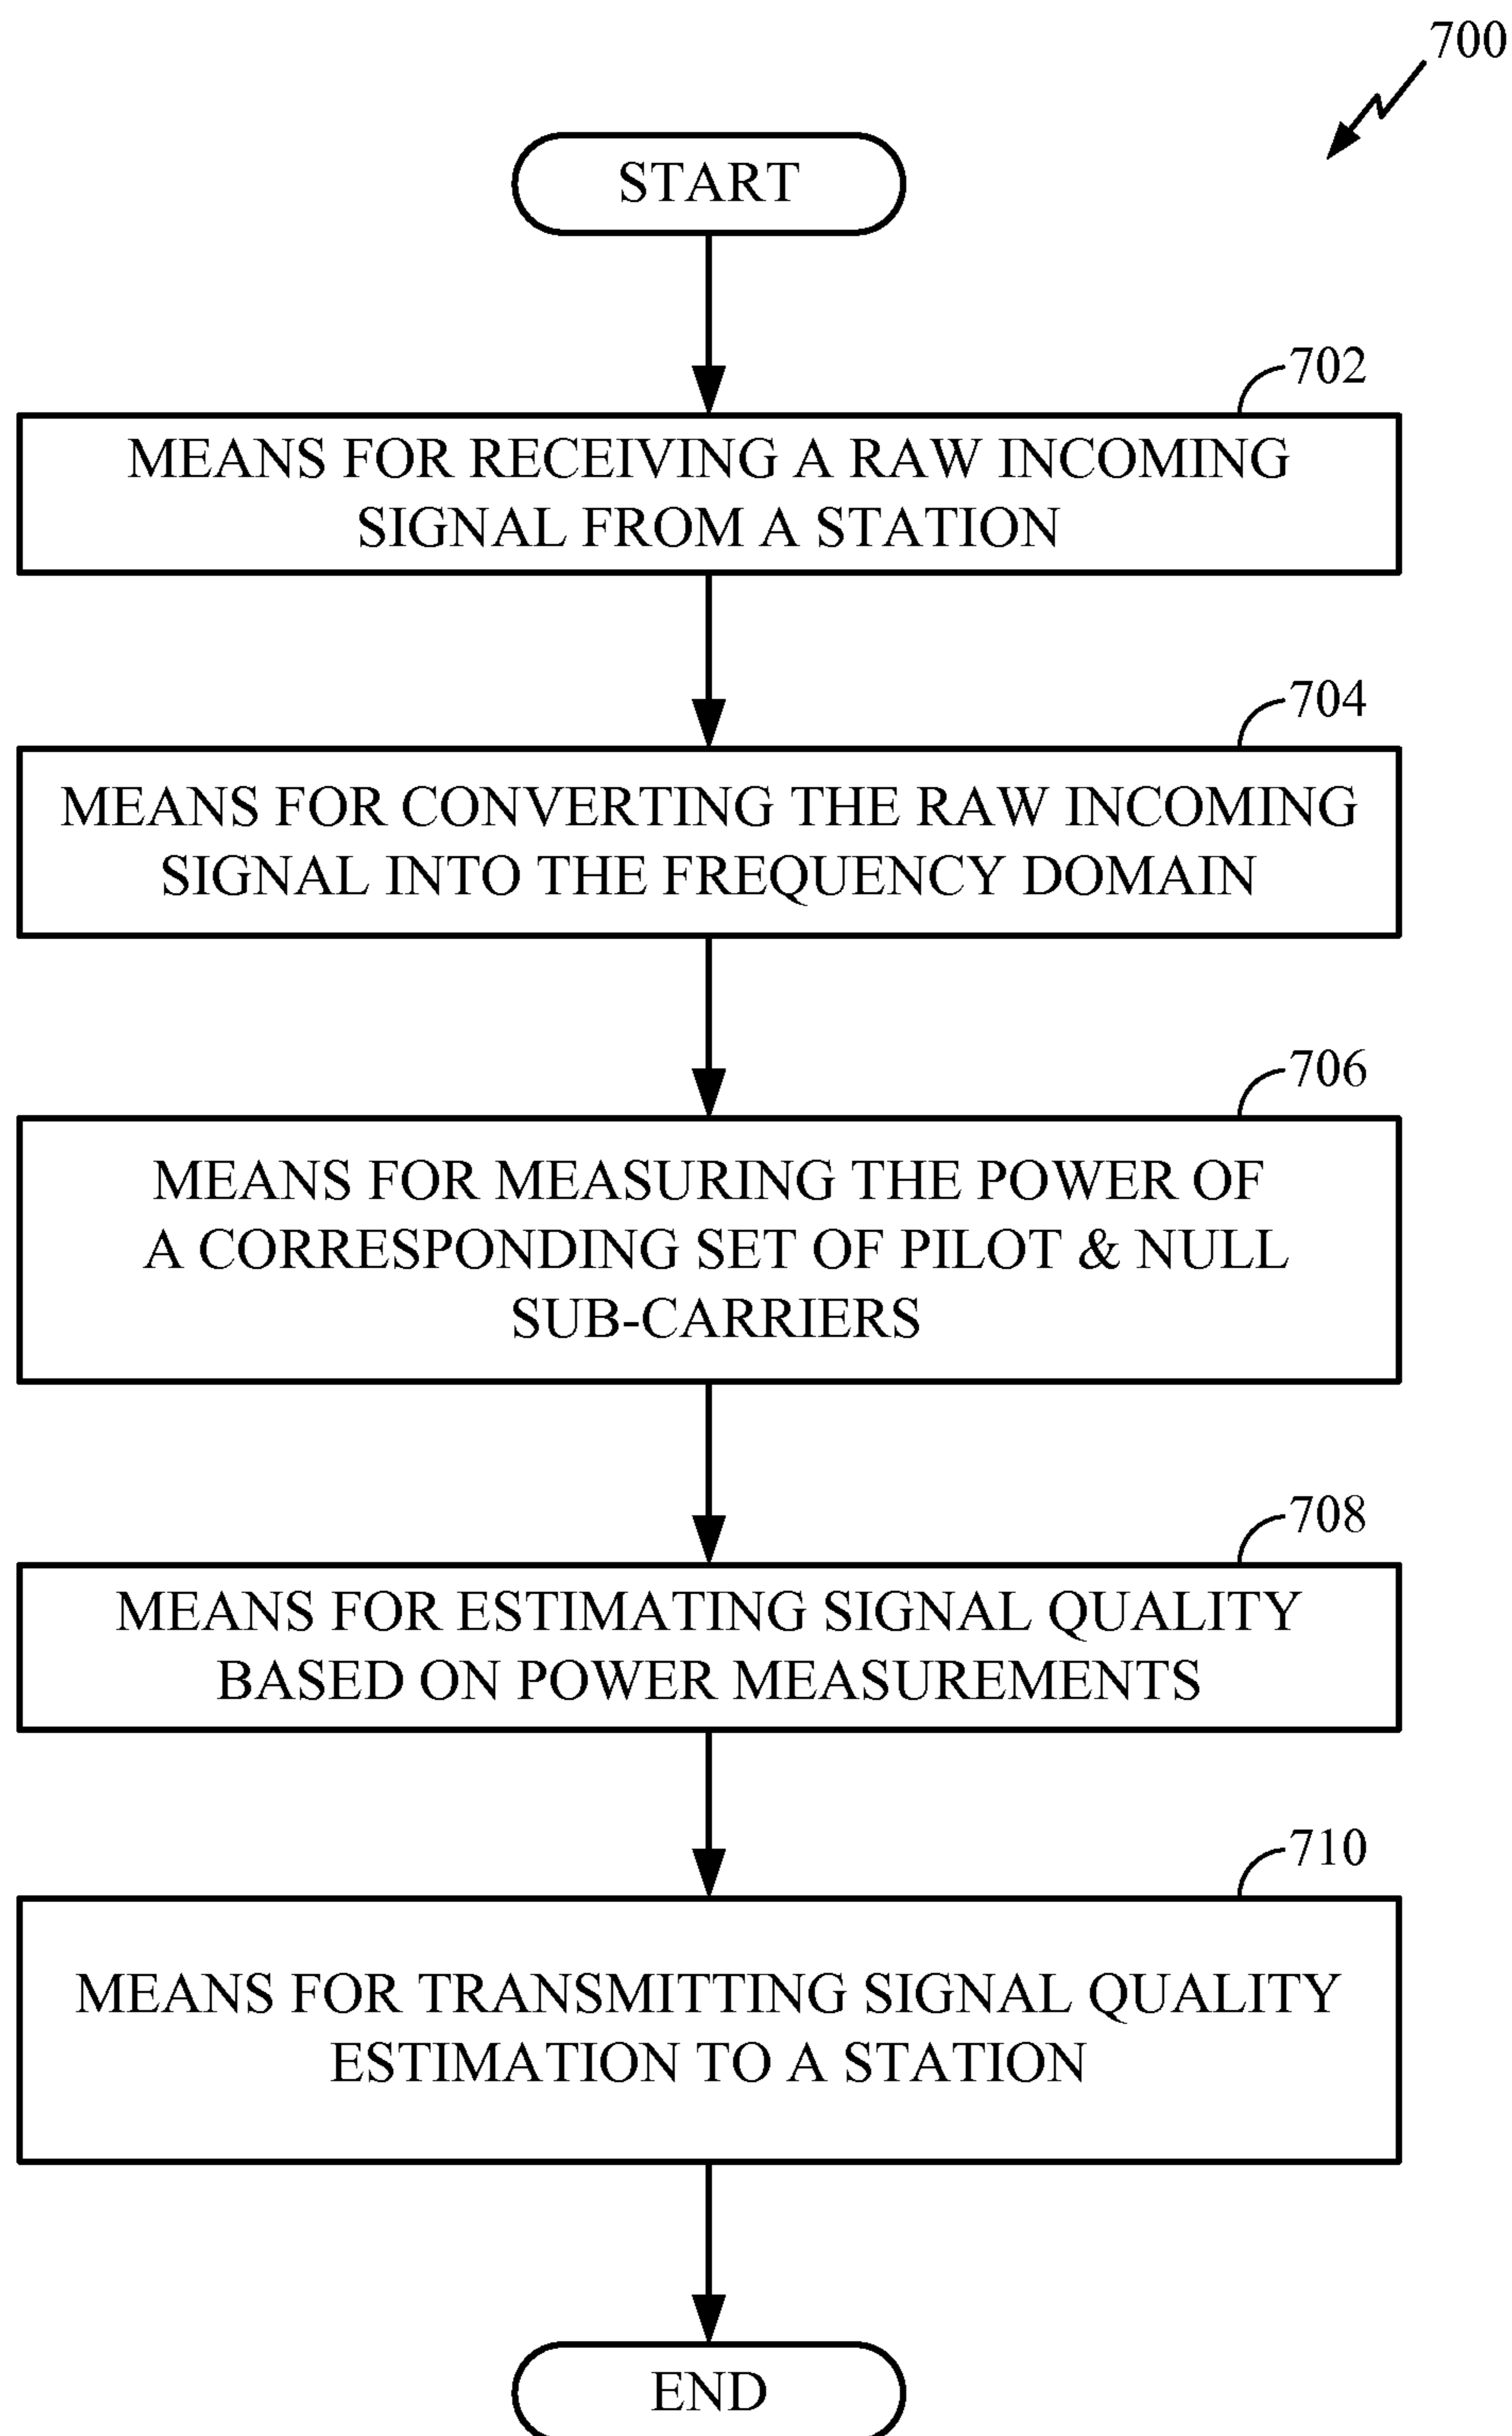 700
START
702
MEANS FOR RECEIVING A RAW INCOMING
SIGNAL FROM A STATION
704
MEANS FOR CONVERTING THE RAW INCOMING
SIGNAL INTO THE FREQUENCY DOMAIN
706
MEANS FOR MEASURING THE POWER OF
A CORRESPONDING SET OF PILOT & NULL
SUB-CARRIERS
708
MEANS FOR ESTIMATING SIGNAL QUALITY
BASED ON POWER MEASUREMENTS
710
MEANS FOR TRANSMITTING SIGNAL QUALITY
ESTIMATION TO A STATION
END